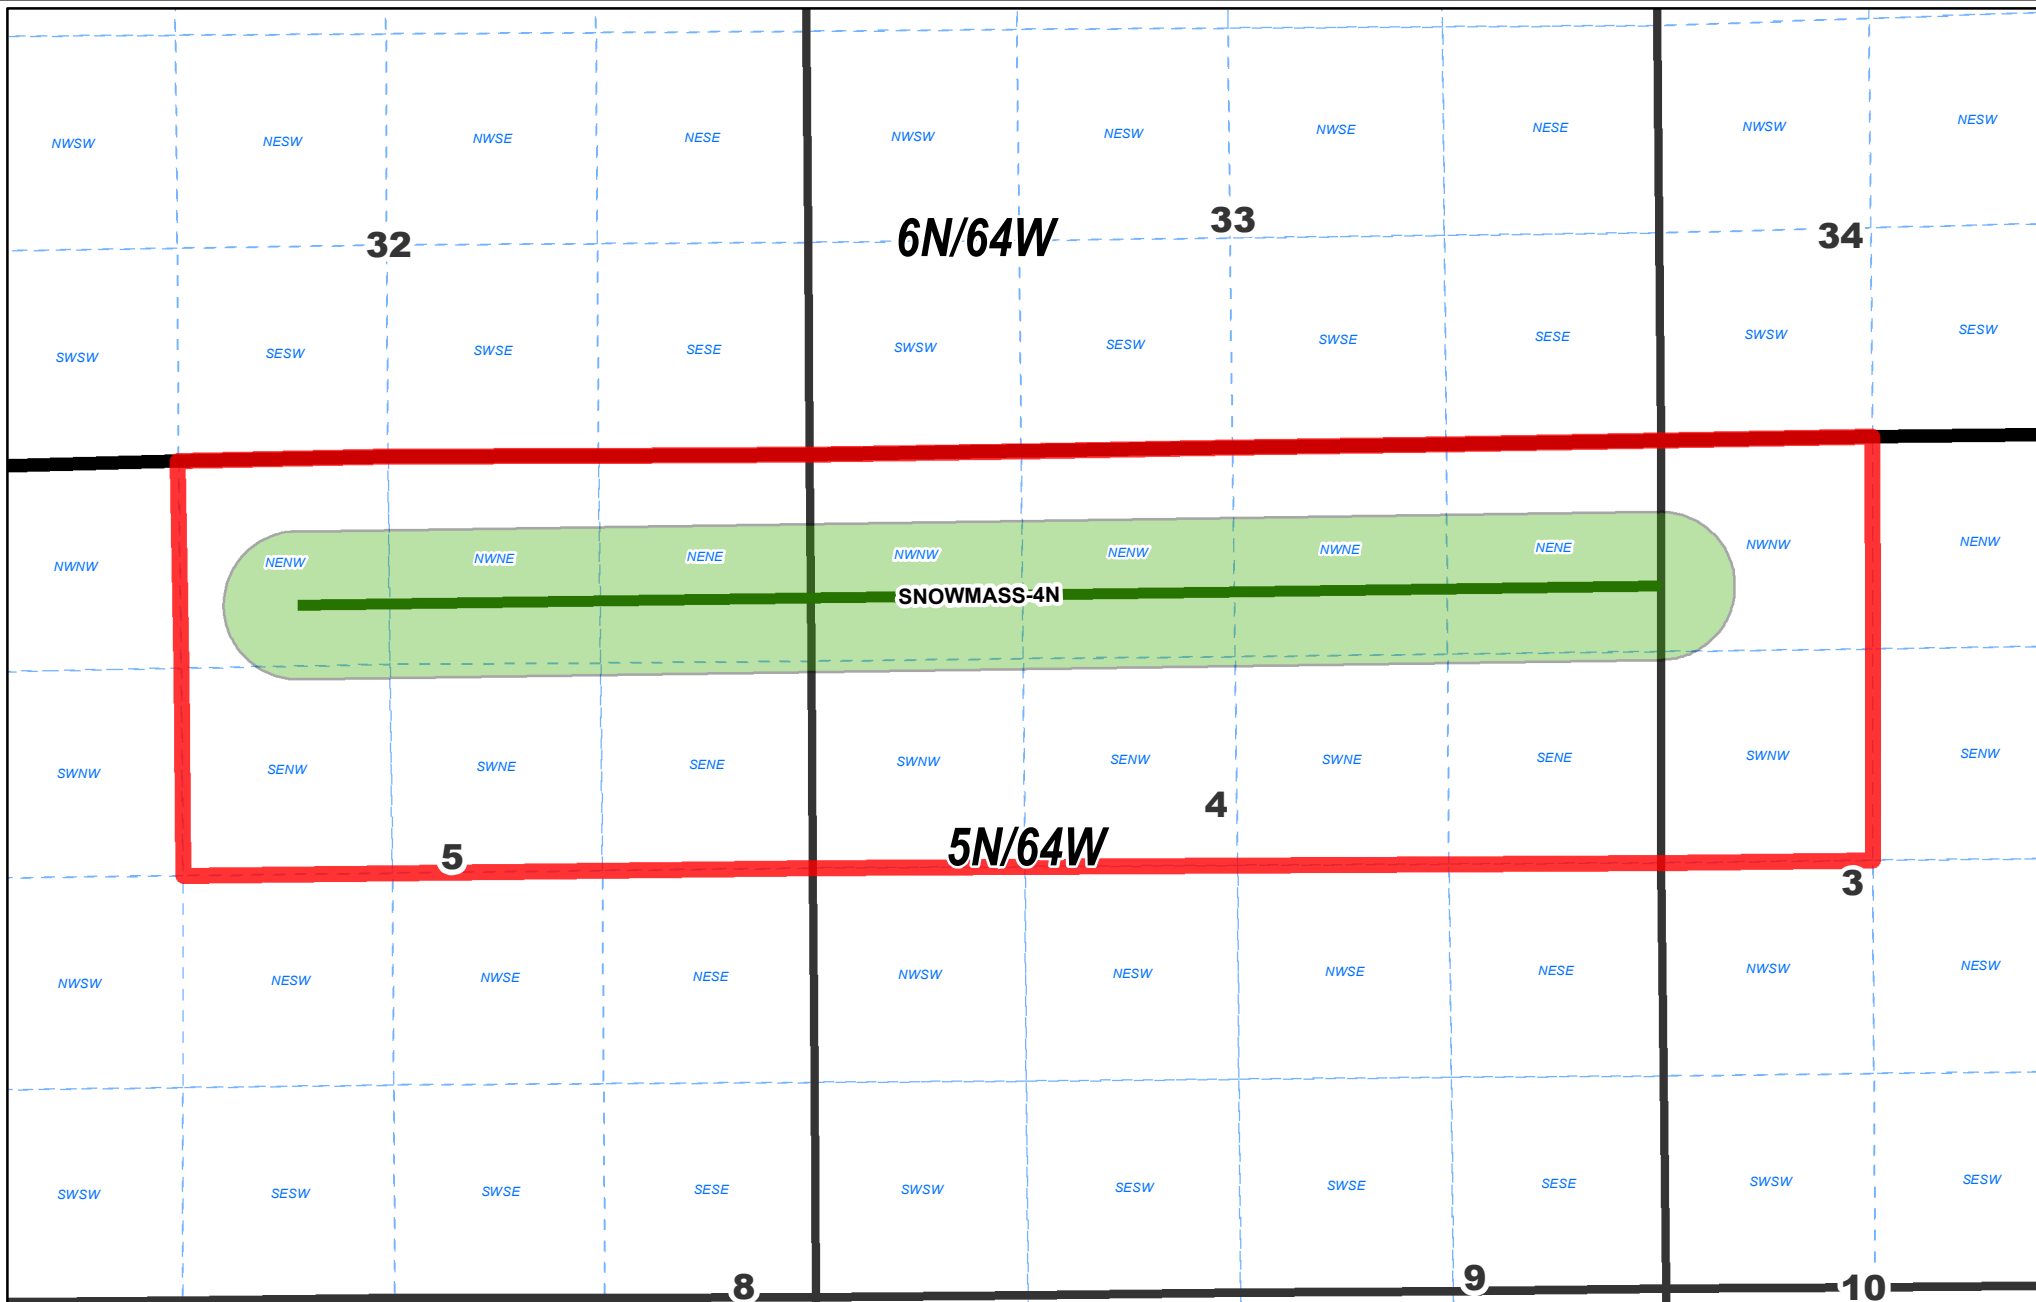 NWSW NESW NWSE NESE NWSW NESW NWSE NESE NWSW NESW
32 6N/64W 33 34
SWSW SESW SWSE SESE SWSW SESW SWSE SESE SWSW SESW
NWNW NENW NWNE NENE NWNW NENW NWNE NENE NWNW NENW
SNOWMASS-4N
SWNW SENW SWNE SENE SWNW SENW SWNE SENE SWNW SENW
5 5N/64W 4 3
NWSW NESW NWSE NESE NWSW NESW NWSE NESE NWSW NESW
SWSW SESW SWSE SESE SWSW SESW SWSE SESE SWSW SESW
8 9 10